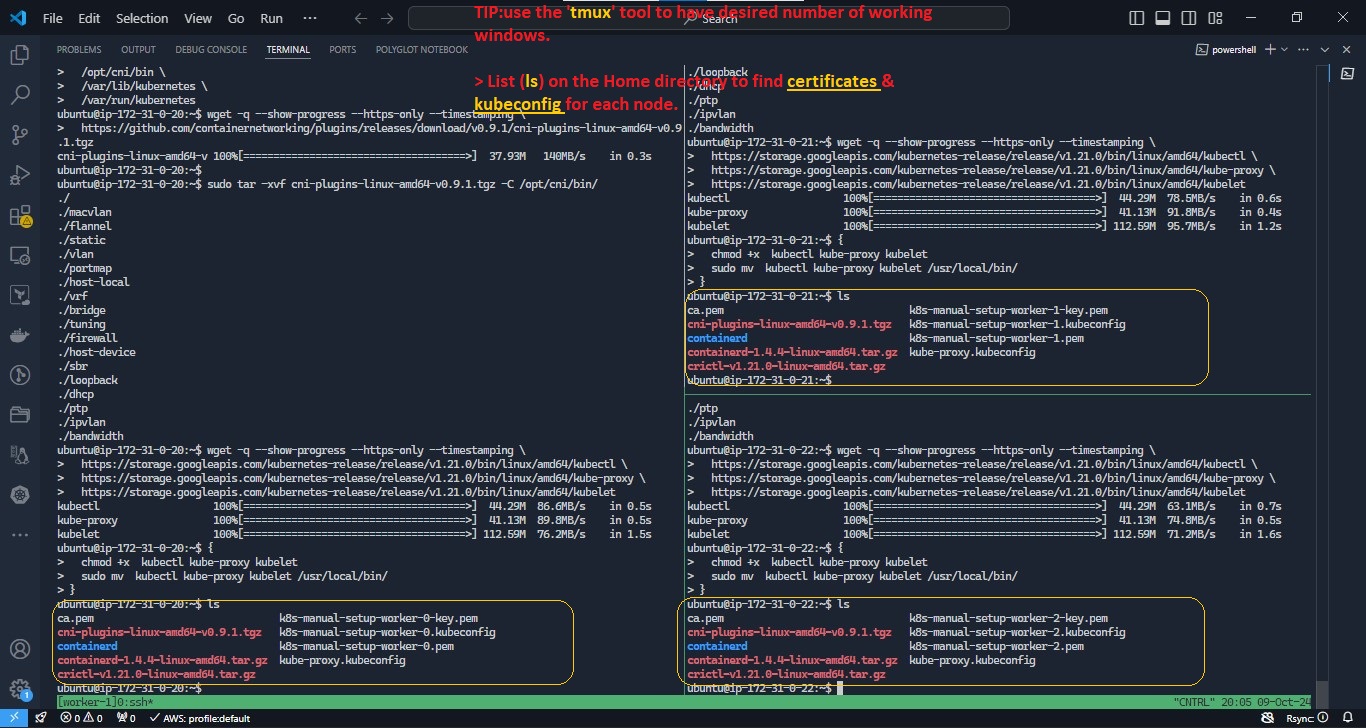 File Edit Selection View Go Run ··· Search
TIP:use the 'tmux' tool to have desired number of working
windows.
> List (ls) on the Home directory to find certificates &
kubeconfig for each node.
PROBLEMS OUTPUT DEBUG CONSOLE TERMINAL PORTS POLYGLOT NOTEBOOK
powershell
> /opt/cni/bin \
> /var/lib/kubernetes \
> /var/run/kubernetes
ubuntu@ip-172-31-0-20:~$ wget -q --show-progress --https-only --timestamping \
> https://github.com/containernetworking/plugins/releases/download/v0.9.1/cni-plugins-linux-amd64-v0.9
.1.tgz
cni-plugins-linux-amd64-v 100%[======================================>] 37.93M 140MB/s in 0.3s
ubuntu@ip-172-31-0-20:~$
ubuntu@ip-172-31-0-20:~$ sudo tar -xvf cni-plugins-linux-amd64-v0.9.1.tgz -C /opt/cni/bin/
./
./macvlan
./flannel
./static
./vlan
./portmap
./host-local
./vrf
./bridge
./tuning
./firewall
./host-device
./sbr
./loopback
./dhcp
./ptp
./ipvlan
./bandwidth
ubuntu@ip-172-31-0-20:~$ wget -q --show-progress --https-only --timestamping \
> https://storage.googleapis.com/kubernetes-release/release/v1.21.0/bin/linux/amd64/kubectl \
> https://storage.googleapis.com/kubernetes-release/release/v1.21.0/bin/linux/amd64/kube-proxy \
> https://storage.googleapis.com/kubernetes-release/release/v1.21.0/bin/linux/amd64/kubelet
kubectl 100%[======================================>] 44.29M 86.6MB/s in 0.5s
kube-proxy 100%[======================================>] 41.13M 89.8MB/s in 0.5s
kubelet 100%[======================================>] 112.59M 76.2MB/s in 1.5s
ubuntu@ip-172-31-0-20:~$ {
> chmod +x kubectl kube-proxy kubelet
> sudo mv kubectl kube-proxy kubelet /usr/local/bin/
> }
ubuntu@ip-172-31-0-20:~$ ls
ca.pem k8s-manual-setup-worker-0-key.pem
cni-plugins-linux-amd64-v0.9.1.tgz k8s-manual-setup-worker-0.kubeconfig
containerd k8s-manual-setup-worker-0.pem
containerd-1.4.4-linux-amd64.tar.gz kube-proxy.kubeconfig
crictl-v1.21.0-linux-amd64.tar.gz
ubuntu@ip-172-31-0-20:~$
./loopback
./dhcp
./ptp
./ipvlan
./bandwidth
ubuntu@ip-172-31-0-21:~$ wget -q --show-progress --https-only --timestamping \
> https://storage.googleapis.com/kubernetes-release/release/v1.21.0/bin/linux/amd64/kubectl \
> https://storage.googleapis.com/kubernetes-release/release/v1.21.0/bin/linux/amd64/kube-proxy \
> https://storage.googleapis.com/kubernetes-release/release/v1.21.0/bin/linux/amd64/kubelet
kubectl 100%[=====================================>] 44.29M 78.5MB/s in 0.6s
kube-proxy 100%[=====================================>] 41.13M 91.8MB/s in 0.4s
kubelet 100%[=====================================>] 112.59M 95.7MB/s in 1.2s
ubuntu@ip-172-31-0-21:~$ {
> chmod +x kubectl kube-proxy kubelet
> sudo mv kubectl kube-proxy kubelet /usr/local/bin/
> }
ubuntu@ip-172-31-0-21:~$ ls
ca.pem k8s-manual-setup-worker-1-key.pem
cni-plugins-linux-amd64-v0.9.1.tgz k8s-manual-setup-worker-1.kubeconfig
containerd k8s-manual-setup-worker-1.pem
containerd-1.4.4-linux-amd64.tar.gz kube-proxy.kubeconfig
crictl-v1.21.0-linux-amd64.tar.gz
ubuntu@ip-172-31-0-21:~$
./ptp
./ipvlan
./bandwidth
ubuntu@ip-172-31-0-22:~$ wget -q --show-progress --https-only --timestamping \
> https://storage.googleapis.com/kubernetes-release/release/v1.21.0/bin/linux/amd64/kubectl \
> https://storage.googleapis.com/kubernetes-release/release/v1.21.0/bin/linux/amd64/kube-proxy \
> https://storage.googleapis.com/kubernetes-release/release/v1.21.0/bin/linux/amd64/kubelet
kubectl 100%[=====================================>] 44.29M 63.1MB/s in 0.7s
kube-proxy 100%[=====================================>] 41.13M 74.8MB/s in 0.5s
kubelet 100%[=====================================>] 112.59M 71.2MB/s in 1.6s
ubuntu@ip-172-31-0-22:~$ {
> chmod +x kubectl kube-proxy kubelet
> sudo mv kubectl kube-proxy kubelet /usr/local/bin/
> }
ubuntu@ip-172-31-0-22:~$ ls
ca.pem k8s-manual-setup-worker-2-key.pem
cni-plugins-linux-amd64-v0.9.1.tgz k8s-manual-setup-worker-2.kubeconfig
containerd k8s-manual-setup-worker-2.pem
containerd-1.4.4-linux-amd64.tar.gz kube-proxy.kubeconfig
crictl-v1.21.0-linux-amd64.tar.gz
ubuntu@ip-172-31-0-22:~$
[worker-1]0:ssh* "CNTRL" 20:05 09-Oct-24
1
0 0 0 AWS: profile:default Rsync: